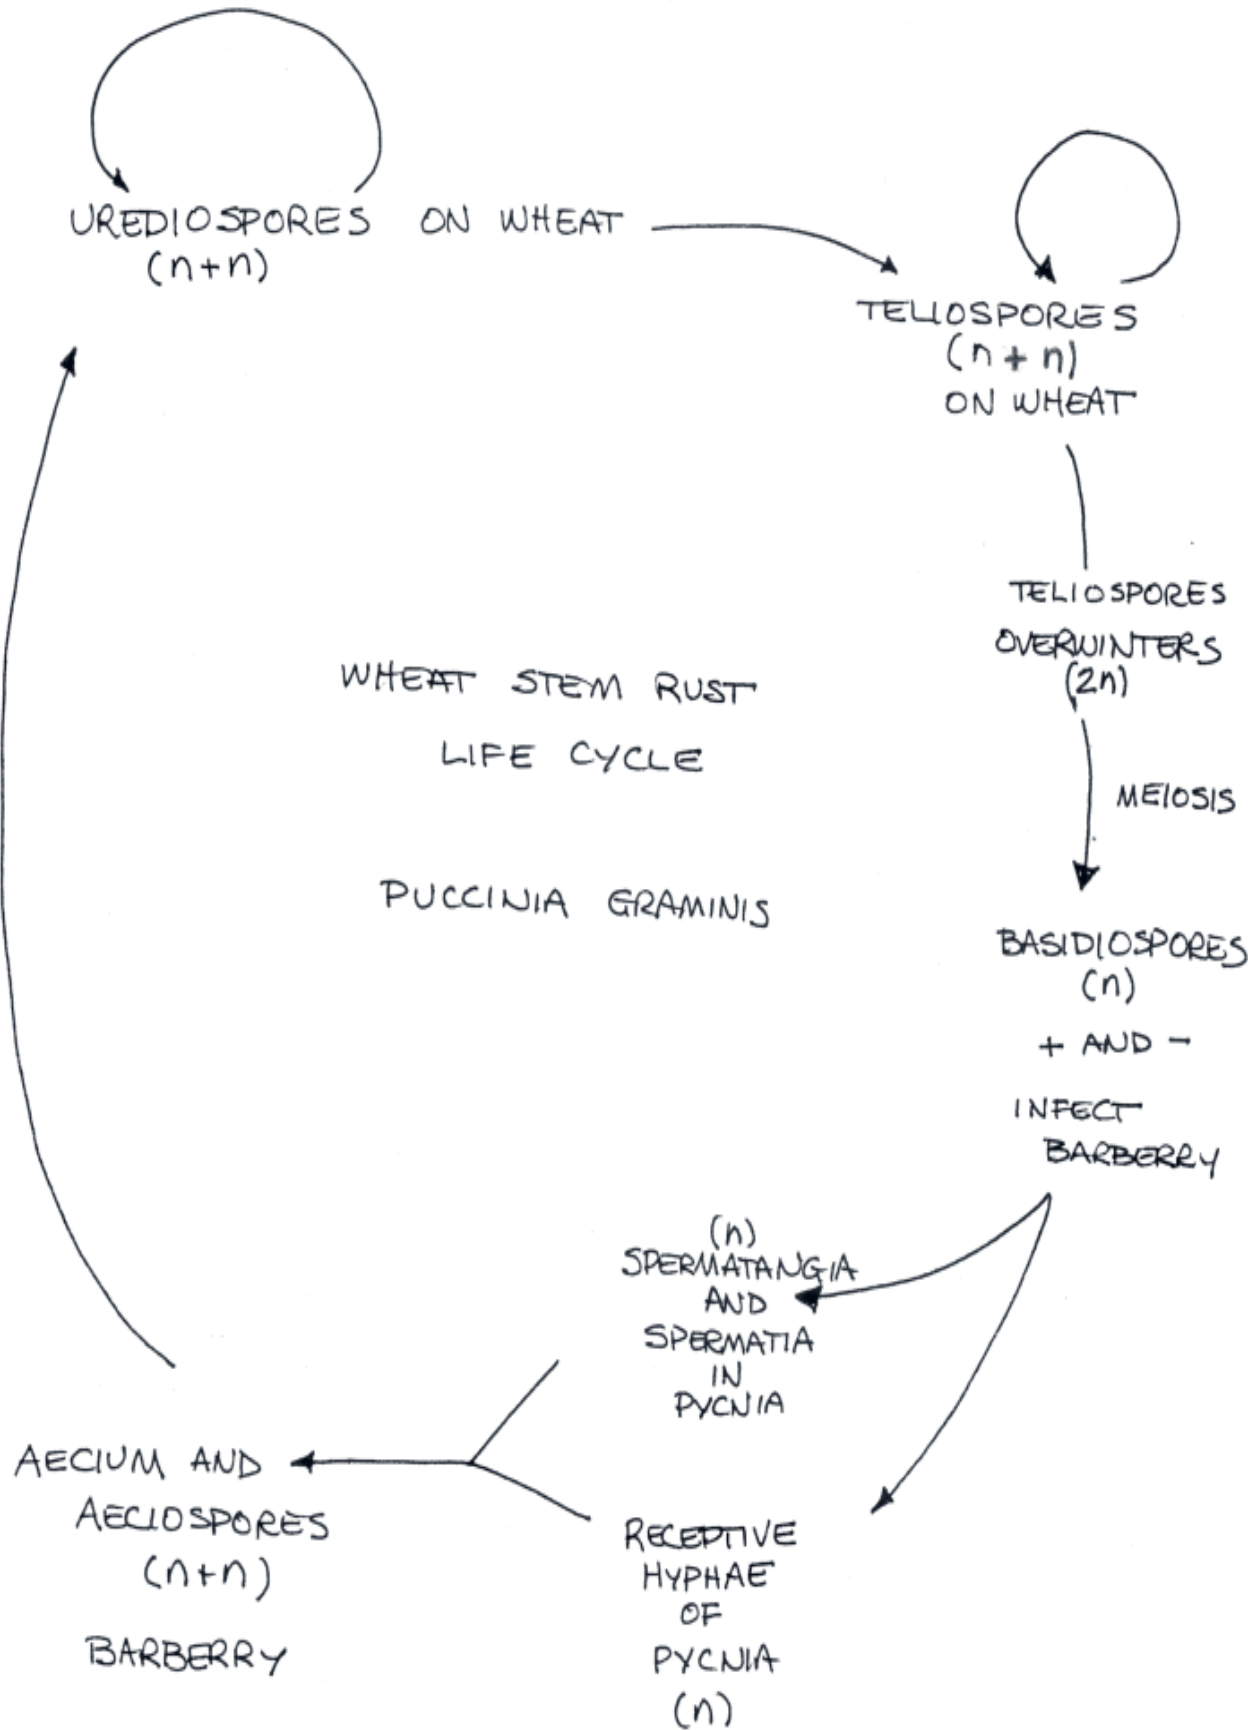 UREDIOSPORES ON WHEAT
(n+n)
TELIOSPORES
(n + n)
ON WHEAT
TELIOSPORES
OVERWINTERS
(2n)
MEIOSIS
WHEAT STEM RUST
LIFE CYCLE
PUCCINIA GRAMINIS
BASIDIOSPORES
(n)
+ AND -
INFECT
BARBERRY
(n)
SPERMATANGIA
AND
SPERMATIA
IN
PYCNIA
AECIUM AND
AECIOSPORES
(n+n)
BARBERRY
RECEPTIVE
HYPHAE
OF
PYCNIA
(n)